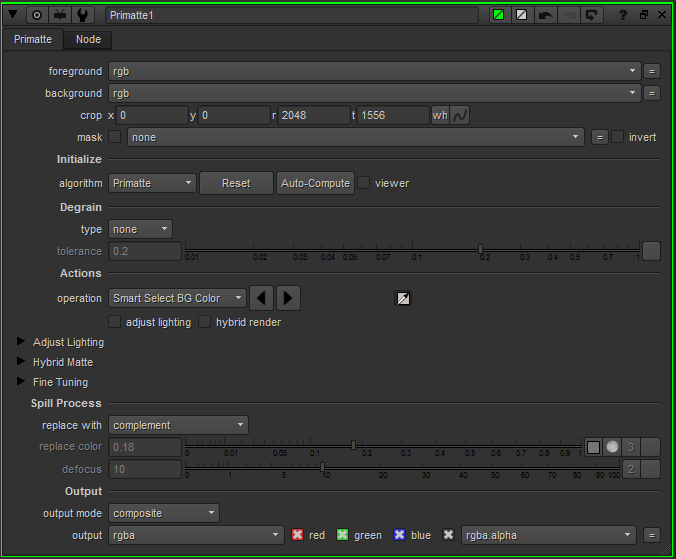 Primatte1 ?
Primatte Node
foreground rgb =
background rgb =
crop x 0 y 0 r 2048 t 1556 wh
mask none = invert
Initialize
algorithm Primatte Reset Auto-Compute viewer
Degrain
type none
tolerance 0.2 0.01 0.02 0.03 0.04 0.05 0.07 0.1 0.2 0.3 0.4 0.5 0.7 1
Actions
operation Smart Select BG Color
adjust lighting hybrid render
Adjust Lighting
Hybrid Matte
Fine Tuning
Spill Process
replace with complement
replace color 0.18 0 0.01 0.05 0.1 0.2 0.3 0.4 0.5 0.6 0.7 0.8 0.9 1 3
defocus 10 0 1 5 10 20 30 40 50 60 70 80 90 100 2
Output
output mode composite
output rgba red green blue rgba.alpha =